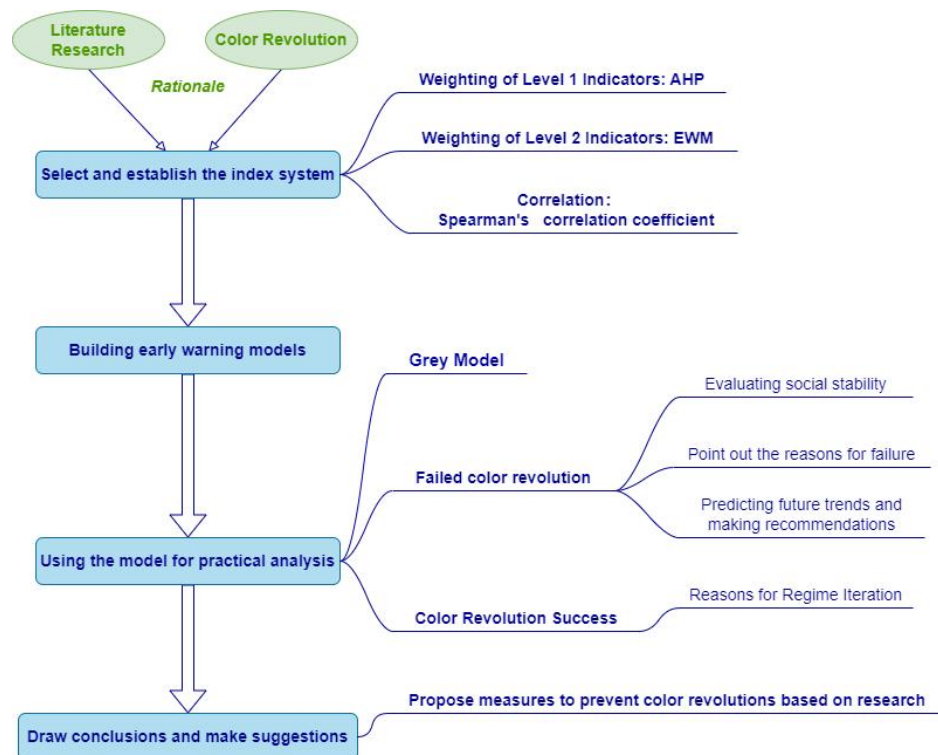 Literature
Research
Color Revolution
Rationale
Weighting of Level 1 Indicators: AHP
Weighting of Level 2 Indicators: EWM
Select and establish the index system
Correlation:
Spearman's correlation coefficient
Building early warning models
Grey Model
Evaluating social stability
Failed color revolution
Point out the reasons for failure
Predicting future trends and
making recommendations
Using the model for practical analysis
Color Revolution Success
Reasons for Regime Iteration
Propose measures to prevent color revolutions based on research
Draw conclusions and make suggestions